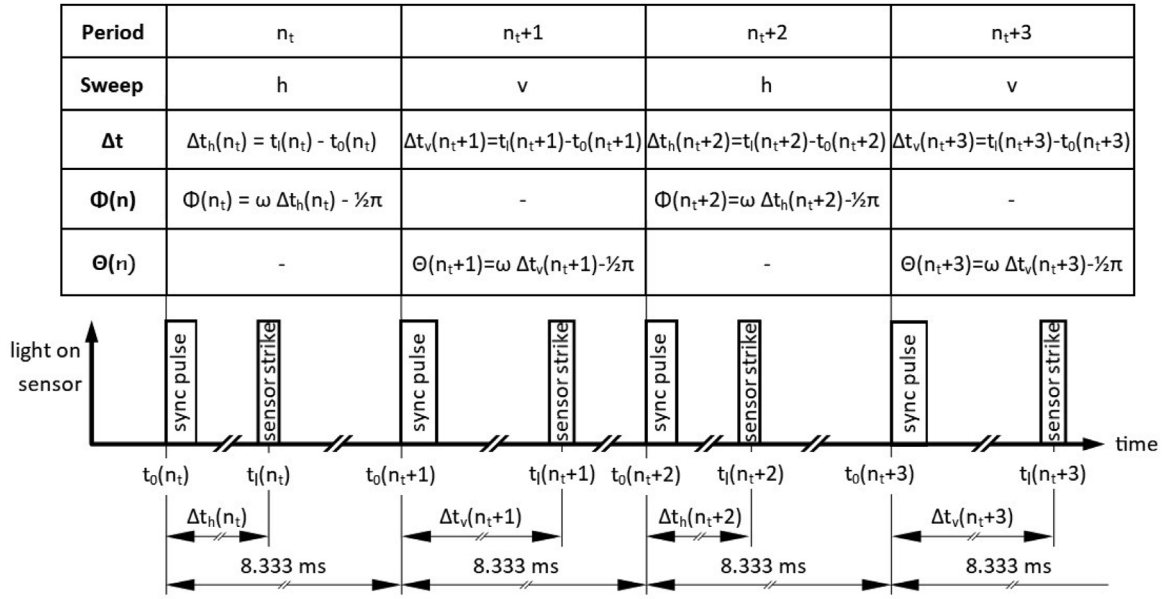 Period nₜ nₜ+1 nₜ+2 nₜ+3
Sweep h v h v
Δt Δtₕ(nₜ) = tₗ(nₜ) - t₀(nₜ) Δtᵥ(nₜ+1)=tₗ(nₜ+1)-t₀(nₜ+1) Δtₕ(nₜ+2)=tₗ(nₜ+2)-t₀(nₜ+2) Δtᵥ(nₜ+3)=tₗ(nₜ+3)-t₀(nₜ+3)
Φ(n) Φ(nₜ) = ω Δtₕ(nₜ) - ½π - Φ(nₜ+2)=ω Δtₕ(nₜ+2)-½π -
Θ(n) - Θ(nₜ+1)=ω Δtᵥ(nₜ+1)-½π - Θ(nₜ+3)=ω Δtᵥ(nₜ+3)-½π
light on
sensor
sync pulse
sensor strike
sync pulse
sensor strike
sync pulse
sensor strike
sync pulse
sensor strike
time
t₀(nₜ) tₗ(nₜ) t₀(nₜ+1) tₗ(nₜ+1) t₀(nₜ+2) tₗ(nₜ+2) t₀(nₜ+3) tₗ(nₜ+3)
Δtₕ(nₜ) Δtᵥ(nₜ+1) Δtₕ(nₜ+2) Δtᵥ(nₜ+3)
8.333 ms 8.333 ms 8.333 ms 8.333 ms